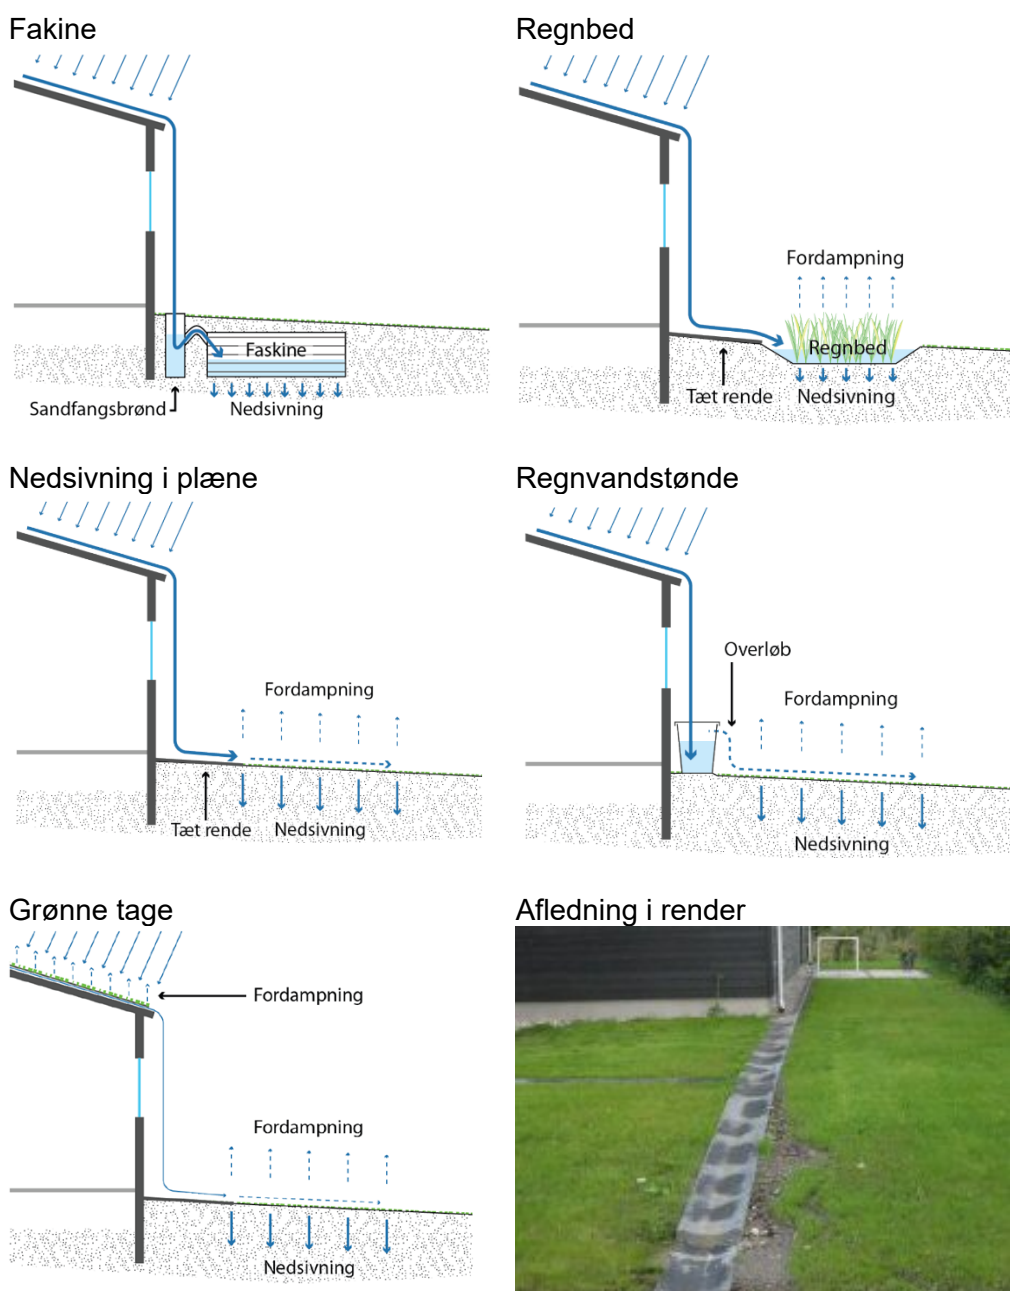 Fakine
Faskine
Sandfangsbrønd
Nedsivning
Regnbed
Fordampning
Regnbed
Tæt rende
Nedsivning
Nedsivning i plæne
Fordampning
Tæt rende
Nedsivning
Regnvandstønde
Overløb
Fordampning
Nedsivning
Grønne tage
Fordampning
Fordampning
Nedsivning
Afledning i render